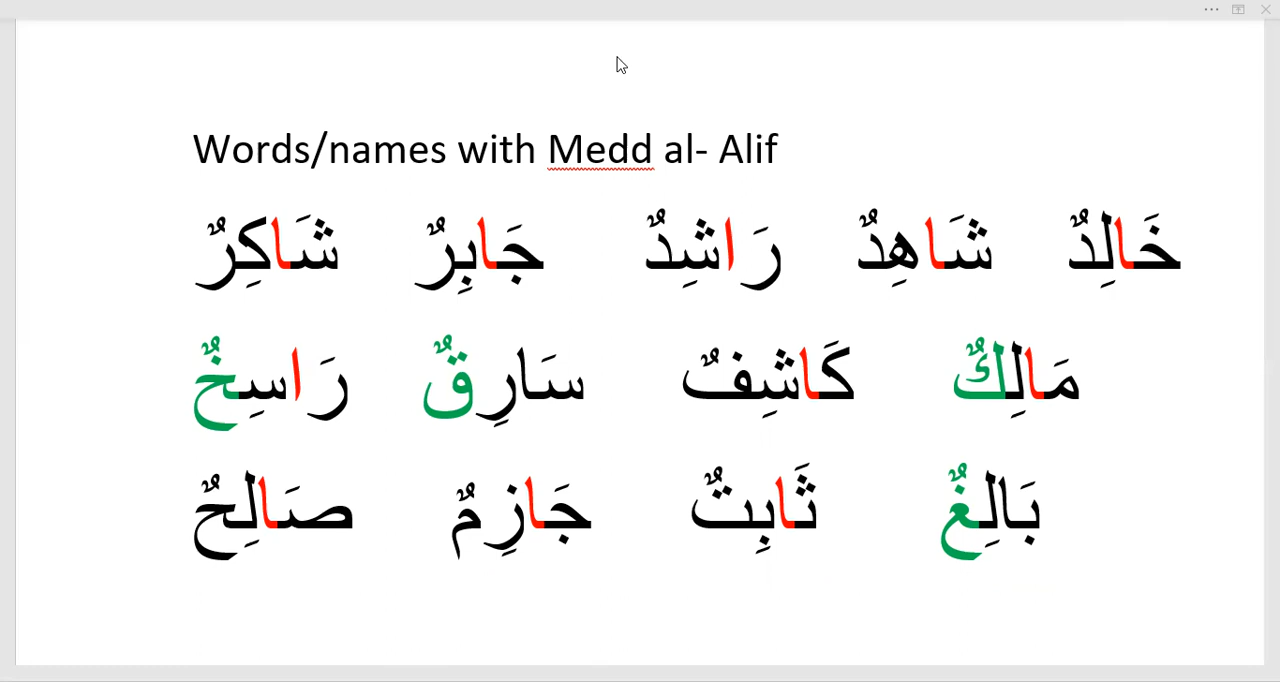 Words/names with Medd al- Alif
خَالِدٌ شَاهِدٌ رَاشِدٌ جَابِرٌ شَاكِرٌ
مَالِكٌ كَاشِفٌ سَارِقٌ رَاسِخٌ
بَالِغٌ ثَابِتٌ جَازِمٌ صَالِحٌ